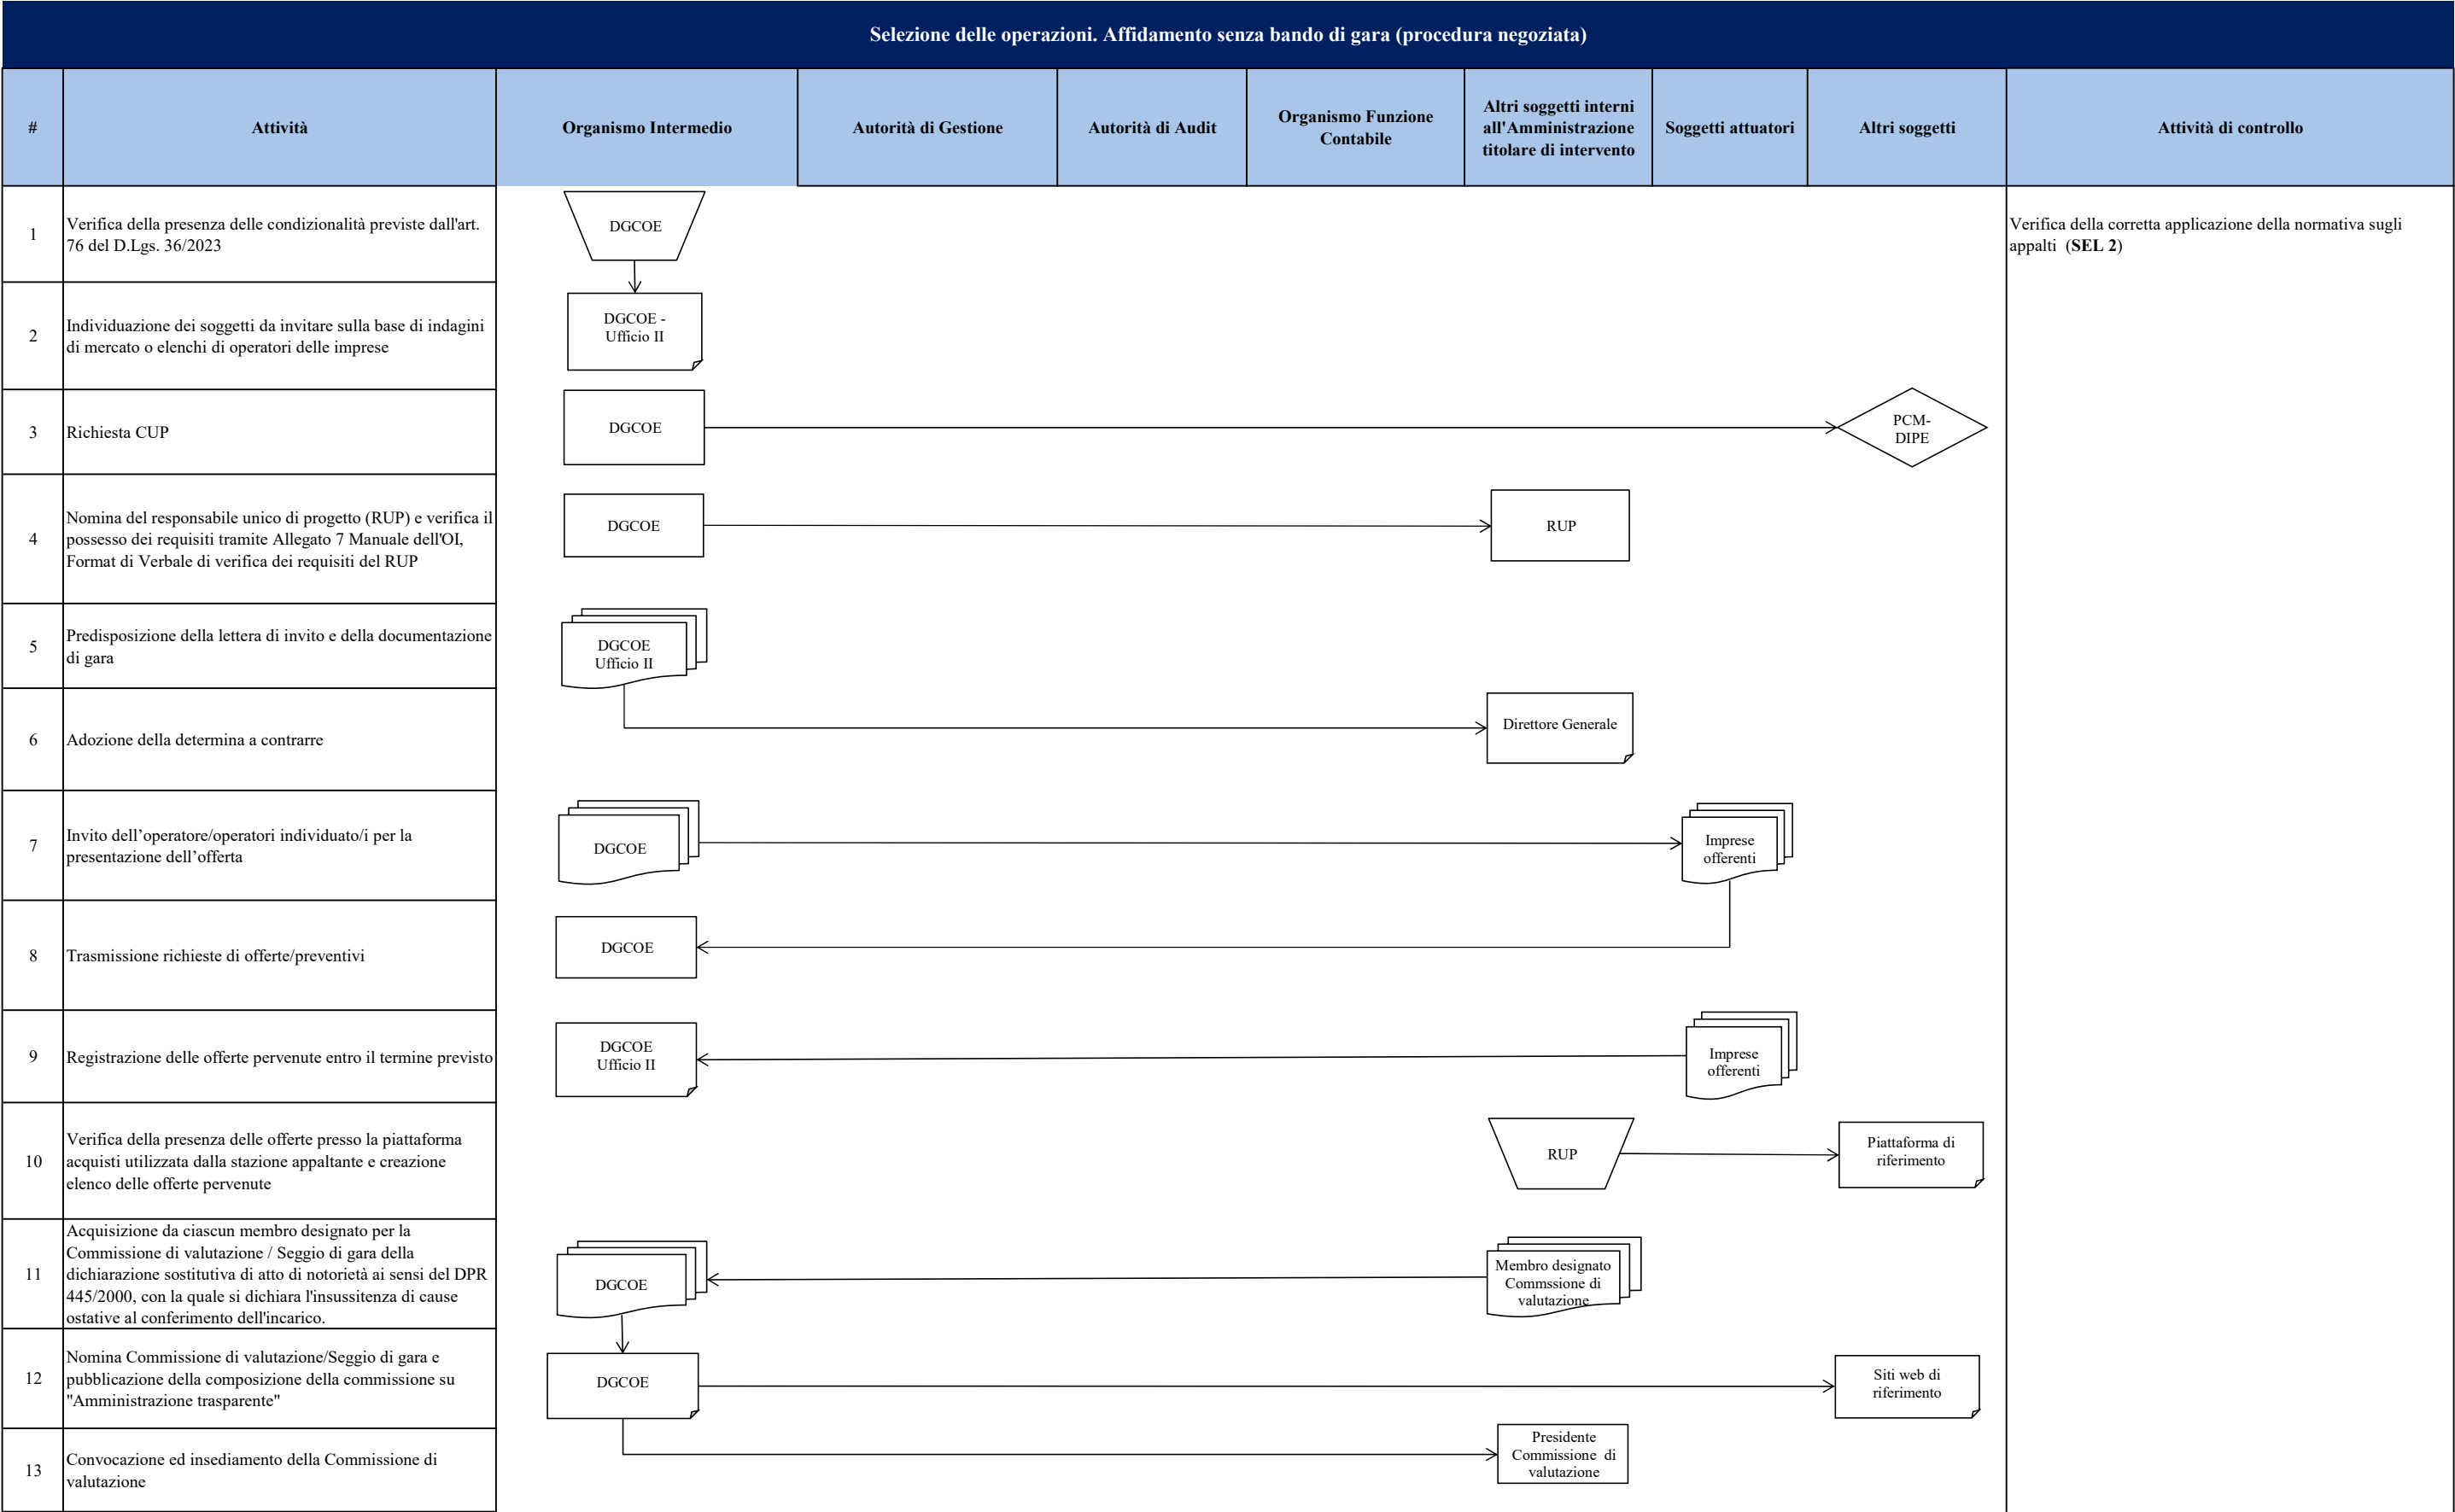 Selezione delle operazioni. Affidamento senza bando di gara (procedura negoziata)
#
Attività
Organismo Intermedio
Autorità di Gestione
Autorità di Audit
Organismo Funzione
Contabile
Altri soggetti interni
all'Amministrazione
titolare di intervento
Soggetti attuatori
Altri soggetti
Attività di controllo
1
Verifica della presenza delle condizionalità previste dall'art.
76 del D.Lgs. 36/2023
DGCOE
Verifica della corretta applicazione della normativa sugli
appalti (SEL 2)
2
Individuazione dei soggetti da invitare sulla base di indagini
di mercato o elenchi di operatori delle imprese
DGCOE -
Ufficio II
3
Richiesta CUP
DGCOE
PCM-
DIPE
4
Nomina del responsabile unico di progetto (RUP) e verifica il
possesso dei requisiti tramite Allegato 7 Manuale dell'OI,
Format di Verbale di verifica dei requisiti del RUP
DGCOE
RUP
5
Predisposizione della lettera di invito e della documentazione
di gara
DGCOE
Ufficio II
6
Adozione della determina a contrarre
Direttore Generale
7
Invito dell’operatore/operatori individuato/i per la
presentazione dell’offerta
DGCOE
Imprese
offerenti
8
Trasmissione richieste di offerte/preventivi
DGCOE
9
Registrazione delle offerte pervenute entro il termine previsto
DGCOE
Ufficio II
Imprese
offerenti
10
Verifica della presenza delle offerte presso la piattaforma
acquisti utilizzata dalla stazione appaltante e creazione
elenco delle offerte pervenute
RUP
Piattaforma di
riferimento
11
Acquisizione da ciascun membro designato per la
Commissione di valutazione / Seggio di gara della
dichiarazione sostitutiva di atto di notorietà ai sensi del DPR
445/2000, con la quale si dichiara l'insussitenza di cause
ostative al conferimento dell'incarico.
DGCOE
Membro designato
Commssione di
valutazione
12
Nomina Commissione di valutazione/Seggio di gara e
pubblicazione della composizione della commissione su
"Amministrazione trasparente"
DGCOE
Siti web di
riferimento
13
Convocazione ed insediamento della Commissione di
valutazione
Presidente
Commissione di
valutazione